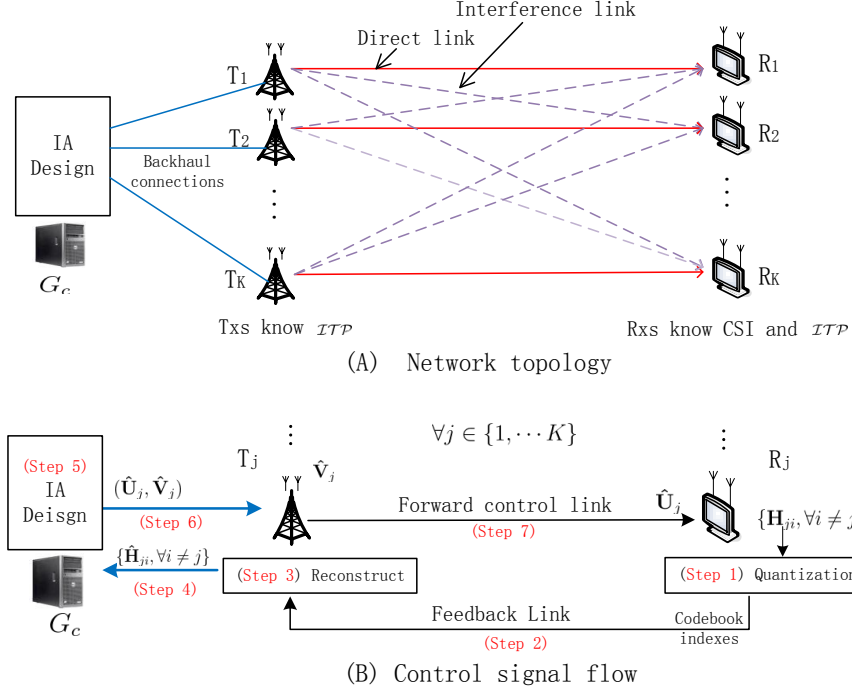 Interference link
Direct link
T1
R1
IA
Design
T2
R2
Backhaul
connections
⋮
⋮
TK
RK
G_c
Txs know ITP
Rxs know CSI and ITP
(A) Network topology
⋮
∀j ∈ {1, ⋯ K}
⋮
(Step 5)
IA
Deisgn
Tj
V̂_j
Rj
(Û_j, V̂_j)
(Step 6)
Forward control link
(Step 7)
Û_j
{H_ji, ∀i ≠ j
{Ĥ_ji, ∀i ≠ j}
(Step 4)
(Step 3) Reconstruct
(Step 1) Quantization
G_c
Feedback Link
(Step 2)
Codebook
indexes
(B) Control signal flow